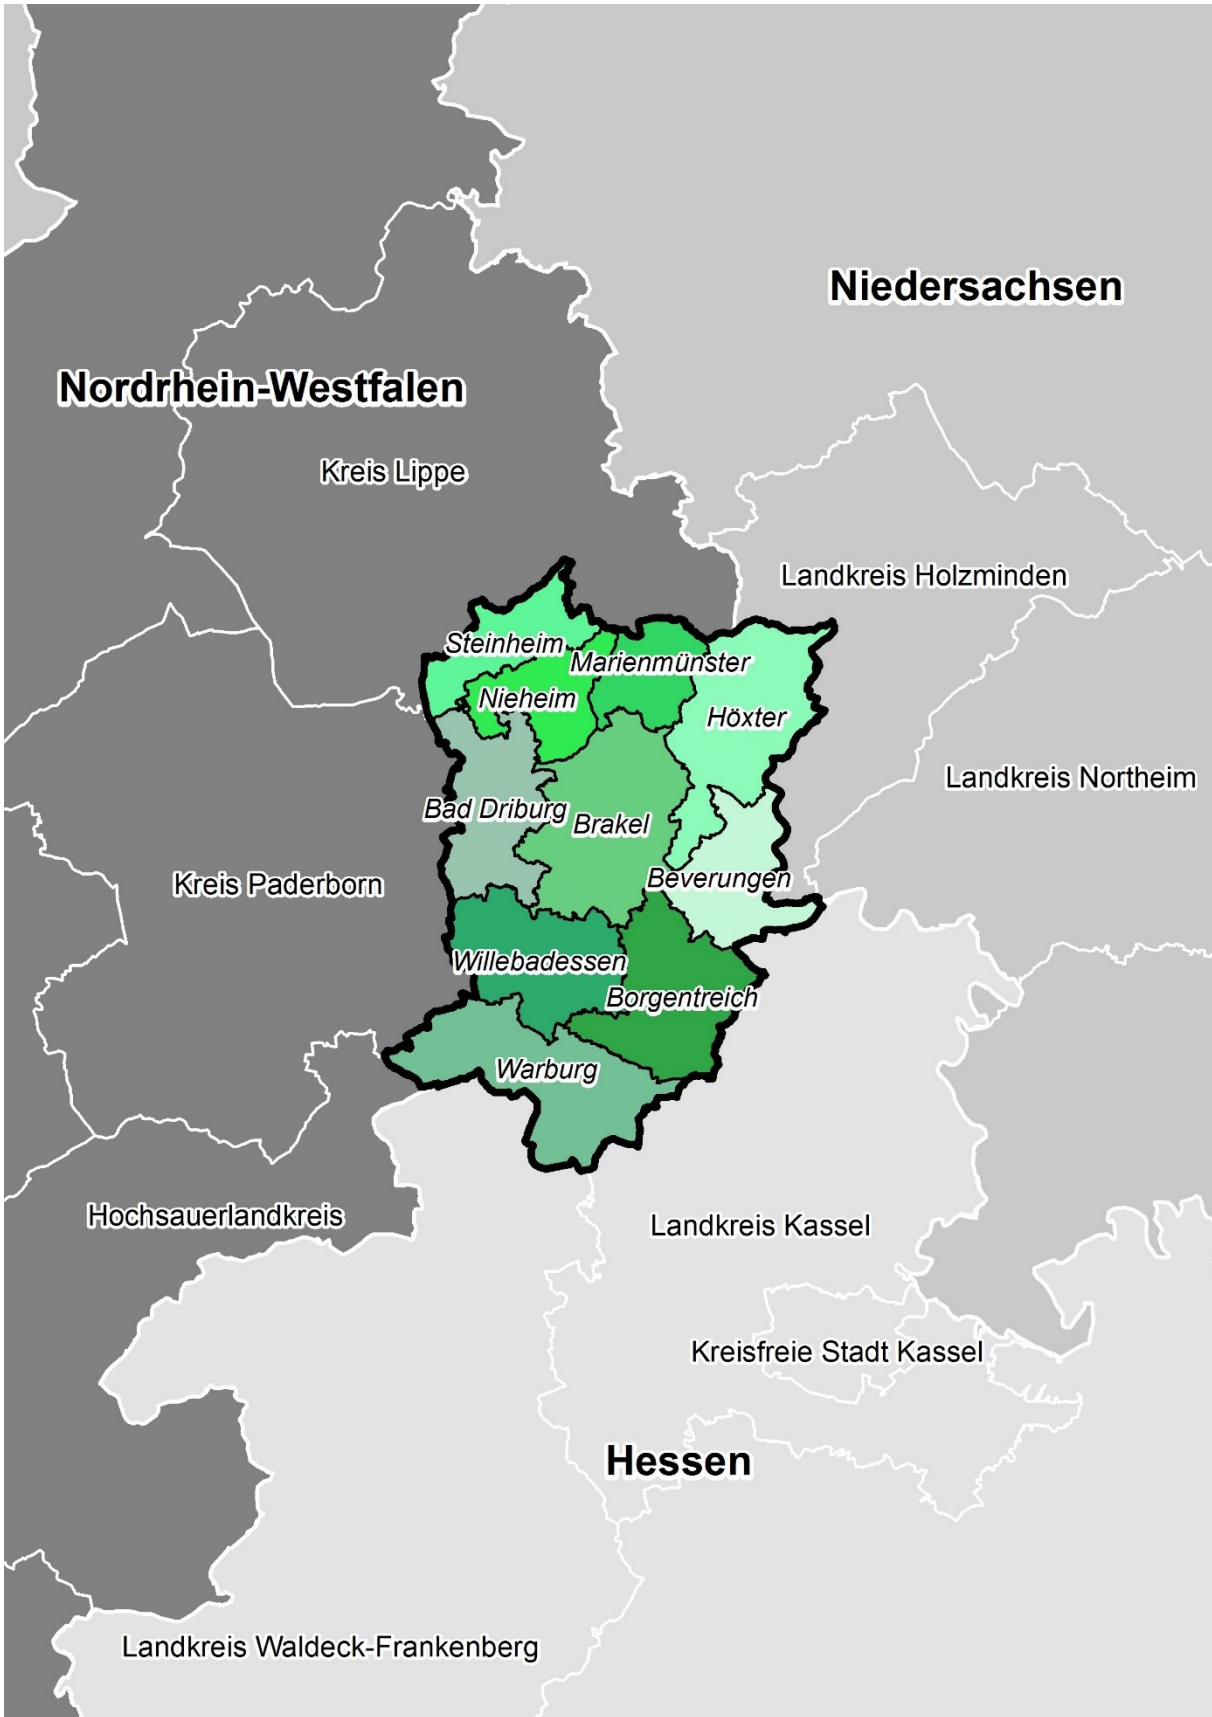 Niedersachsen
Nordrhein-Westfalen
Kreis Lippe
Landkreis Holzminden
Steinheim
Marienmünster
Nieheim
Höxter
Landkreis Northeim
Bad Driburg
Brakel
Kreis Paderborn
Beverungen
Willebadessen
Borgentreich
Warburg
Hochsauerlandkreis
Landkreis Kassel
Kreisfreie Stadt Kassel
Hessen
Landkreis Waldeck-Frankenberg